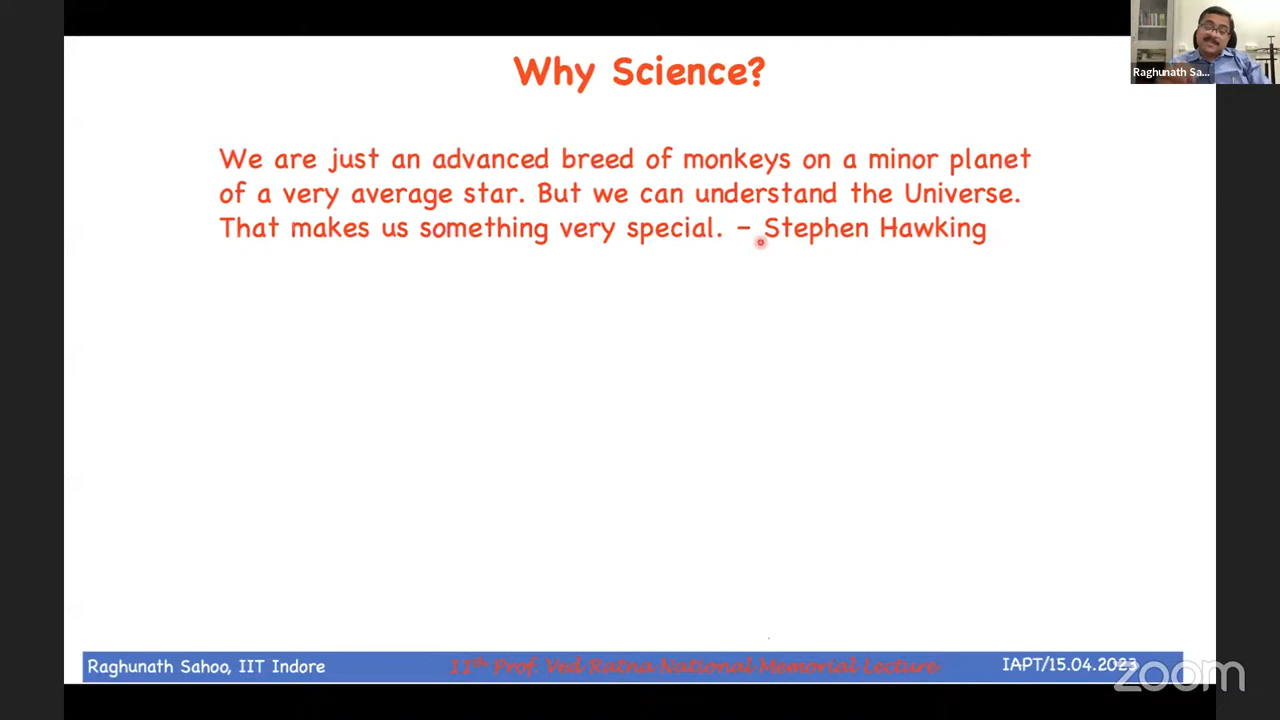 Why Science?
Raghunath Sa...
We are just an advanced breed of monkeys on a minor planet
of a very average star. But we can understand the Universe.
That makes us something very special. – Stephen Hawking
Raghunath Sahoo, IIT Indore
11th Prof. Ved Ratna National Memorial Lecture
IAPT/15.04.2023
zoom